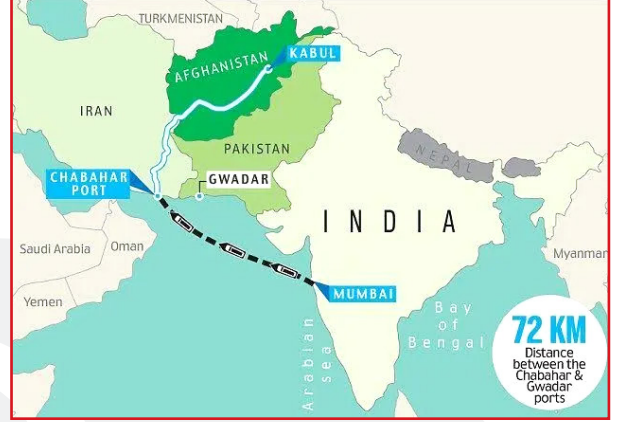 TURKMENISTAN
KABUL
AFGHANISTAN
IRAN
PAKISTAN
NEPAL
CHABAHAR
PORT
GWADAR
INDIA
Saudi Arabia
Oman
Myanmar
Yemen
MUMBAI
Arabian
sea
Bay
of
Bengal
72 KM
Distance
between the
Chabahar &
Gwadar
ports